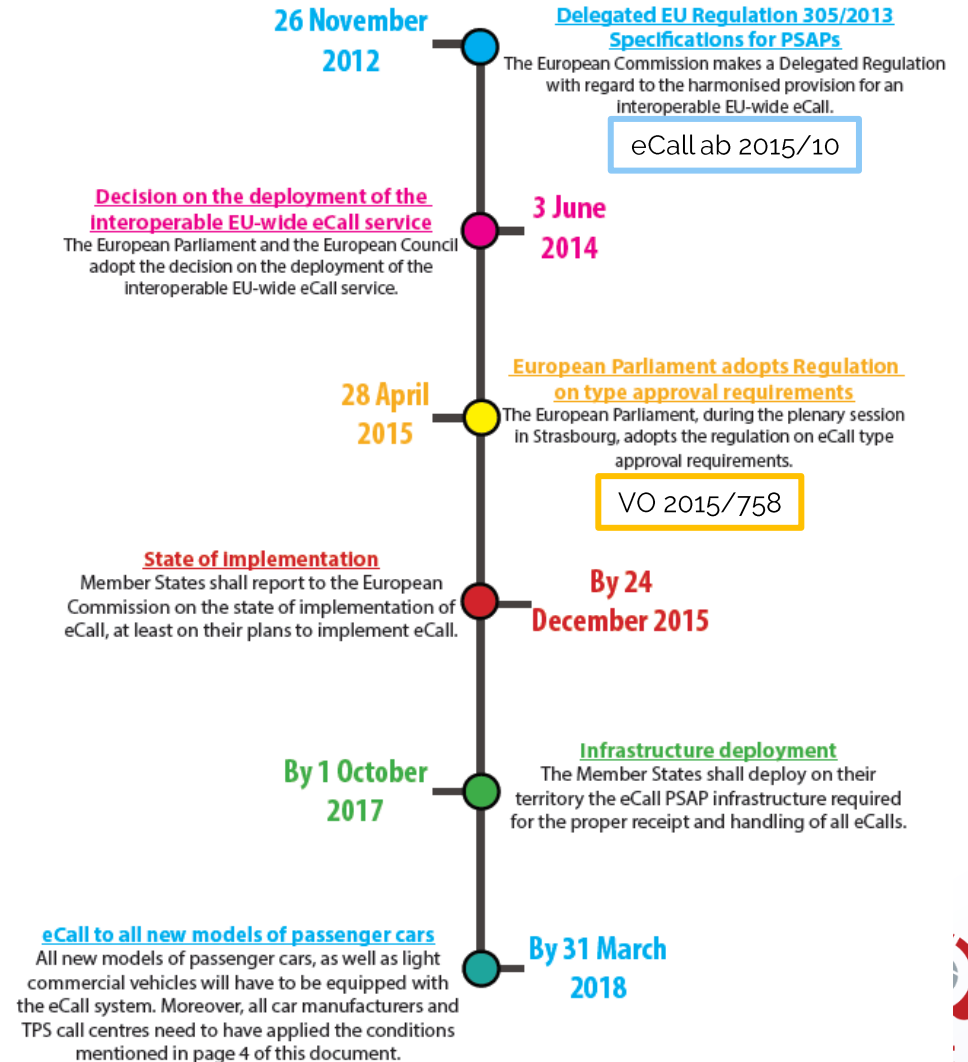 26 November
2012
Delegated EU Regulation 305/2013
Specifications for PSAPs
The European Commission makes a Delegated Regulation
with regard to the harmonised provision for an
interoperable EU-wide eCall.
eCall ab 2015/10
Decision on the deployment of the
interoperable EU-wide eCall service
The European Parliament and the European Council
adopt the decision on the deployment of the
interoperable EU-wide eCall service.
3 June
2014
28 April
2015
European Parliament adopts Regulation
on type approval requirements
The European Parliament, during the plenary session
in Strasbourg, adopts the regulation on eCall type
approval requirements.
VO 2015/758
State of implementation
Member States shall report to the European
Commission on the state of implementation of
eCall, at least on their plans to implement eCall.
By 24
December 2015
By 1 October
2017
Infrastructure deployment
The Member States shall deploy on their
territory the eCall PSAP infrastructure required
for the proper receipt and handling of all eCalls.
eCall to all new models of passenger cars
All new models of passenger cars, as well as light
commercial vehicles will have to be equipped with
the eCall system. Moreover, all car manufacturers and
TPS call centres need to have applied the conditions
mentioned in page 4 of this document.
By 31 March
2018